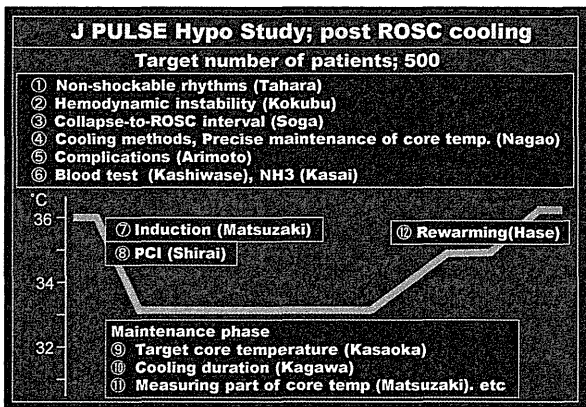 J PULSE Hypo Study; post ROSC cooling
Target number of patients; 500
① Non-shockable rhythms (Tahara)
② Hemodynamic instability (Kokubu)
③ Collapse-to-ROSC interval (Soga)
④ Cooling methods, Precise maintenance of core temp. (Nagao)
⑤ Complications (Arimoto)
⑥ Blood test (Kashiwase), NH3 (Kasai)
℃
36
⑦ Induction (Matsuzaki)
⑫ Rewarming(Hase)
⑧ PCI (Shirai)
34
Maintenance phase
⑨ Target core temperature (Kasaoka)
32
⑩ Cooling duration (Kagawa)
⑪ Measuring part of core temp (Matsuzaki). etc